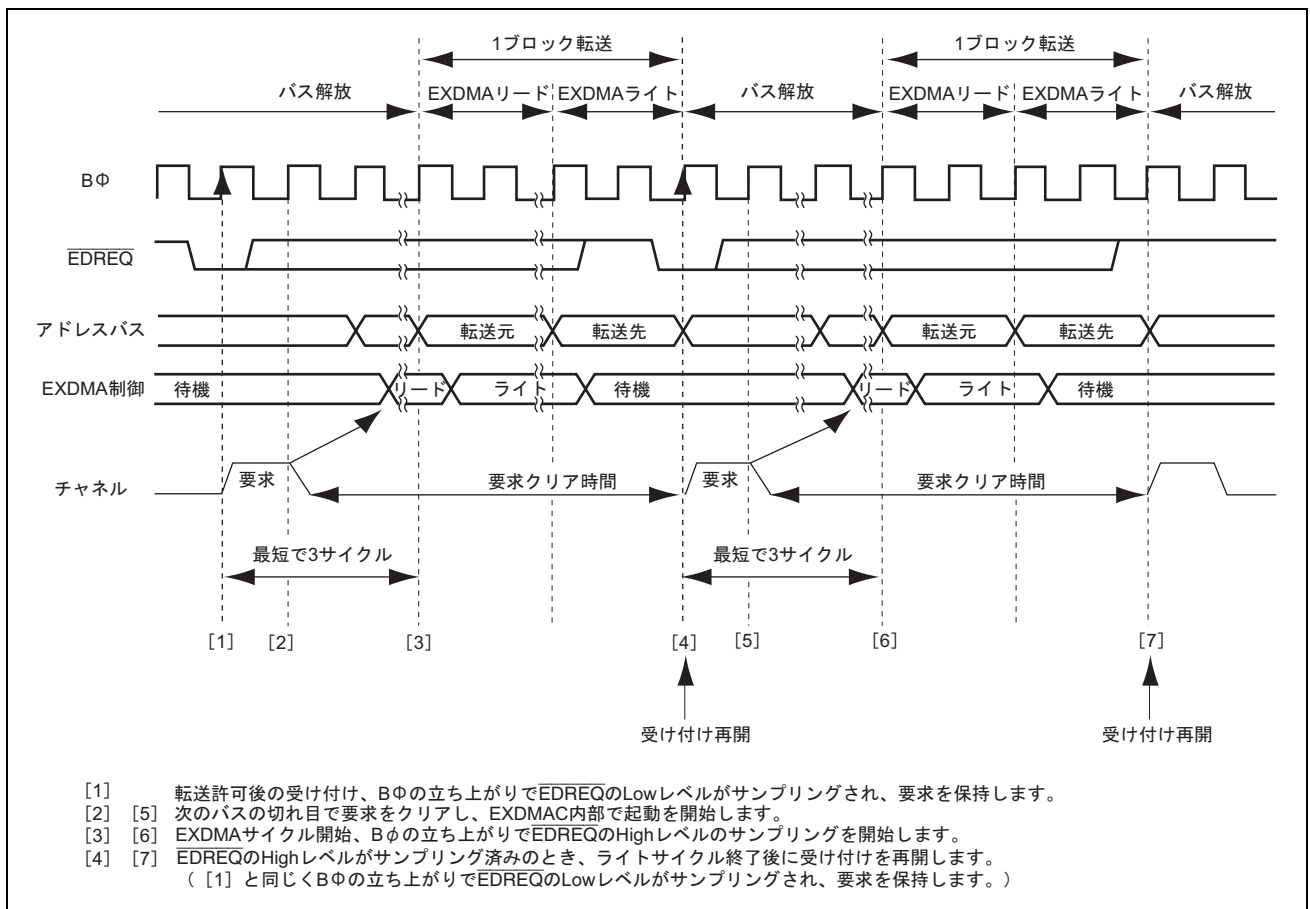 1ブロック転送 1ブロック転送
バス解放 EXDMAリード EXDMAライト バス解放 EXDMAリード EXDMAライト バス解放
BΦ
EDREQ
アドレスバス 転送元 転送先 転送元 転送先
EXDMA制御 待機 リード ライト 待機 リード ライト 待機
チャネル 要求 要求クリア時間 要求 要求クリア時間
最短で3サイクル 最短で3サイクル
[1] [2] [3] [4] [5] [6] [7]
受け付け再開 受け付け再開
[1] 転送許可後の受け付け、BΦの立ち上がりでEDREQのLowレベルがサンプリングされ、要求を保持します。
[2] [5] 次のバスの切れ目で要求をクリアし、EXDMAC内部で起動を開始します。
[3] [6] EXDMAサイクル開始、Bφの立ち上がりでEDREQのHighレベルのサンプリングを開始します。
[4] [7] EDREQのHighレベルがサンプリング済みのとき、ライトサイクル終了後に受け付けを再開します。
([1]と同じくBΦの立ち上がりでEDREQのLowレベルがサンプリングされ、要求を保持します。)